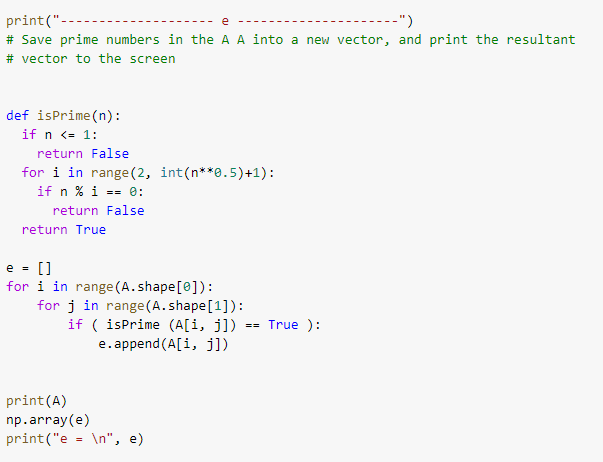 print("-------------------- e ---------------------")
# Save prime numbers in the A A into a new vector, and print the resultant
# vector to the screen
def isPrime(n):
  if n <= 1:
    return False
  for i in range(2, int(n**0.5)+1):
    if n % i == 0:
      return False
  return True
e = []
for i in range(A.shape[0]):
    for j in range(A.shape[1]):
        if ( isPrime (A[i, j]) == True ):
            e.append(A[i, j])
print(A)
np.array(e)
print("e = \n", e)